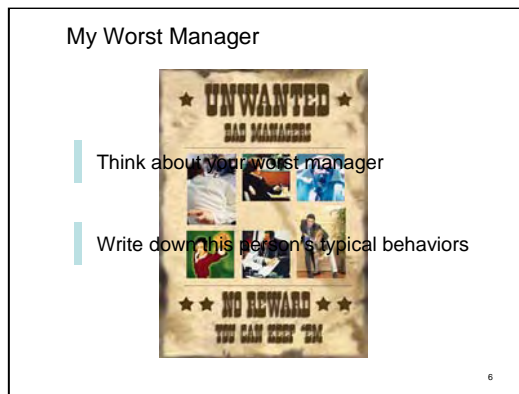 My Worst Manager
UNWANTED
BAD MANAGERS
Think about your worst manager
Write down this person's typical behaviors
NO REWARD
YOU CAN KEEP 'EM
6